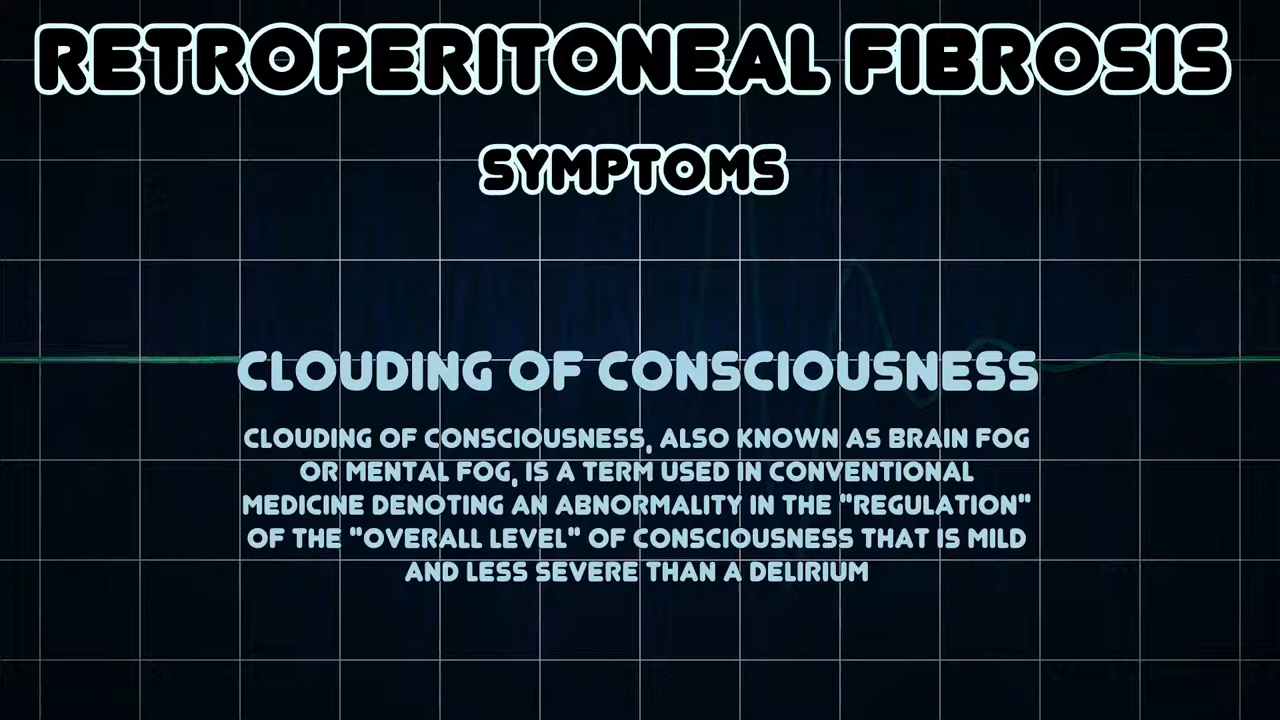 RETROPERITONEAL FIBROSIS
SYMPTOMS
CLOUDING OF CONSCIOUSNESS
CLOUDING OF CONSCIOUSNESS, ALSO KNOWN AS BRAIN FOG
OR MENTAL FOG, IS A TERM USED IN CONVENTIONAL
MEDICINE DENOTING AN ABNORMALITY IN THE "REGULATION"
OF THE "OVERALL LEVEL" OF CONSCIOUSNESS THAT IS MILD
AND LESS SEVERE THAN A DELIRIUM